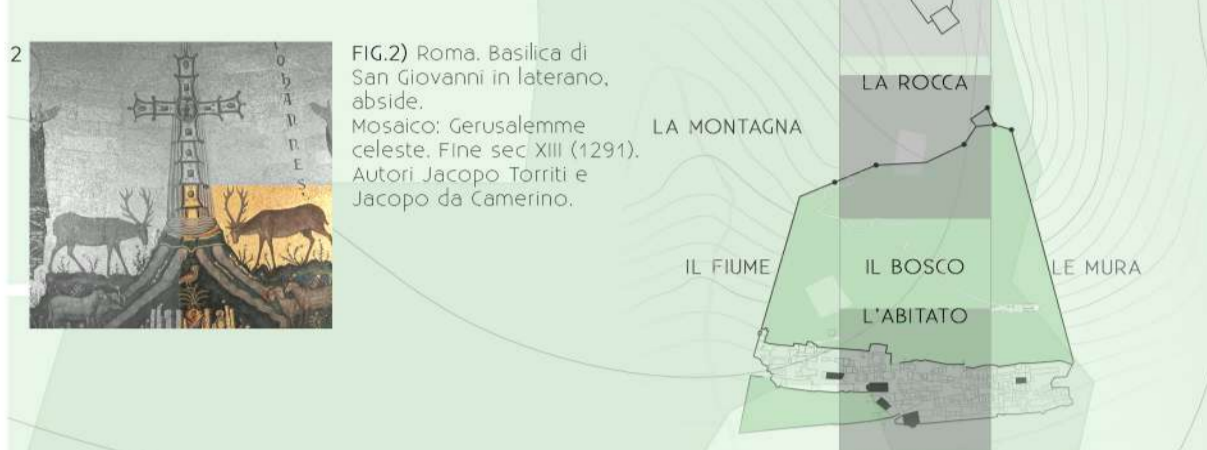 2
IOHANNES
FIG.2) Roma. Basilica di
San Giovanni in laterano,
abside.
Mosaico: Gerusalemme
celeste. FIne sec XIII (1291).
Autori Jacopo Torriti e
Jacopo da Camerino.
LA ROCCA
LA MONTAGNA
IL FIUME
IL BOSCO
LE MURA
L'ABITATO